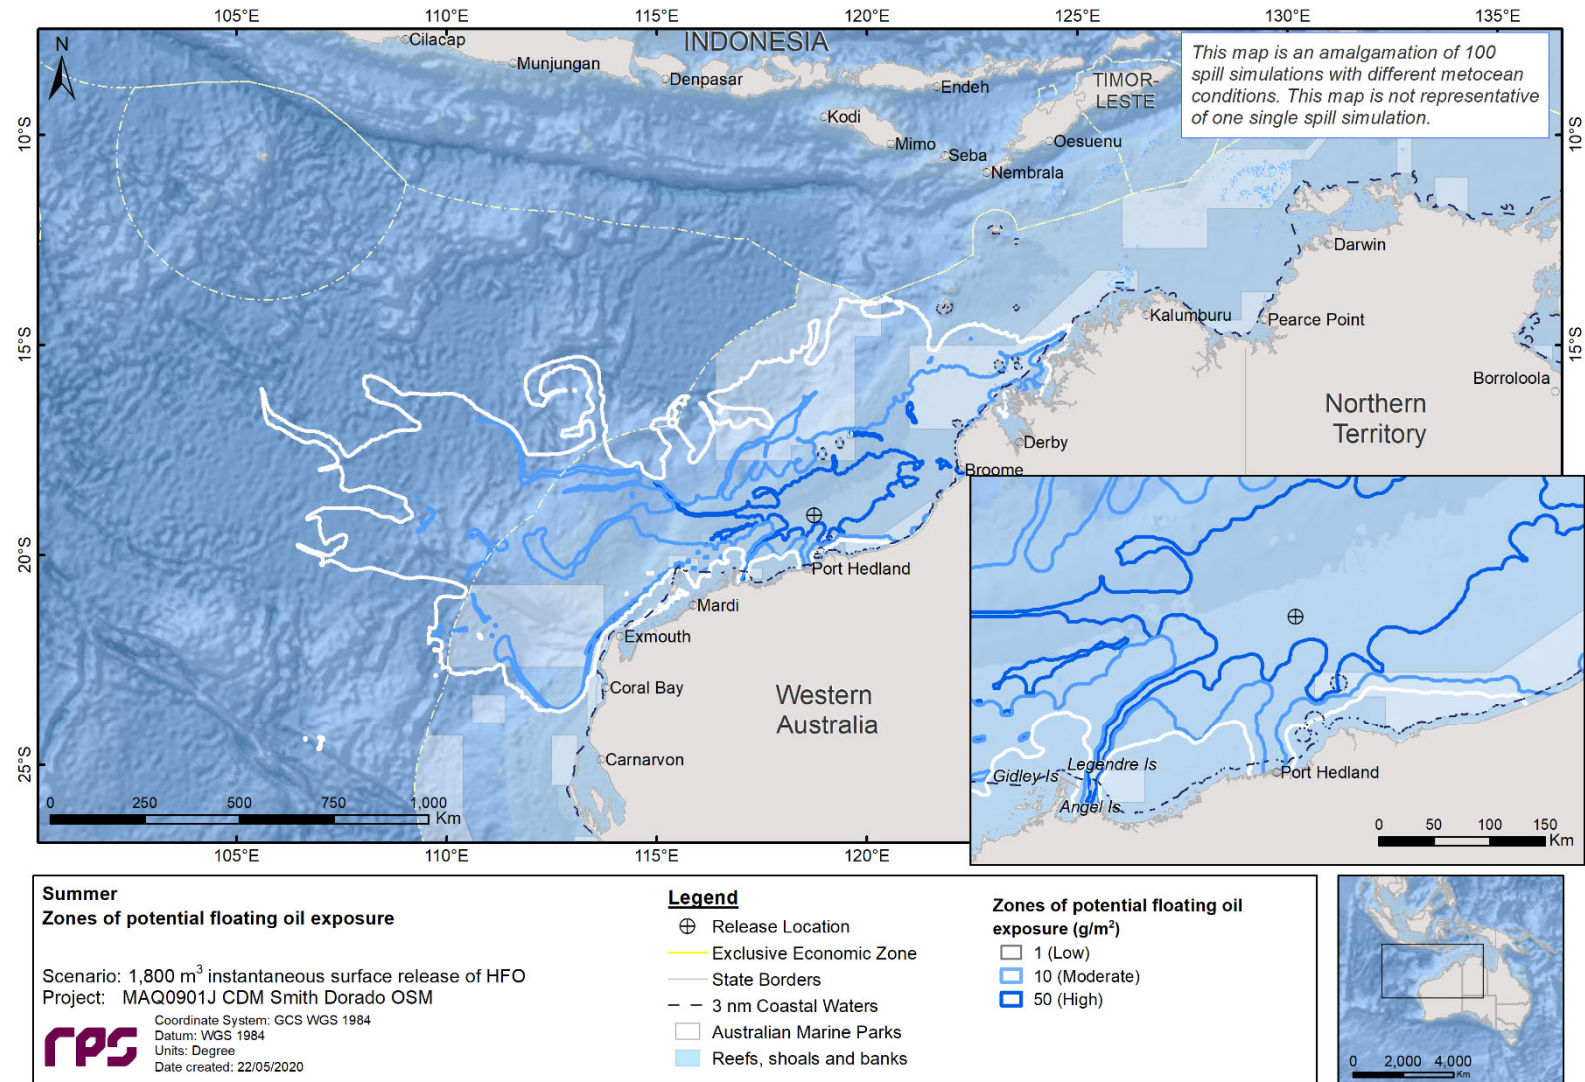 105°E 110°E 115°E 120°E 125°E 130°E 135°E
N
Cilacap
INDONESIA
Munjungan
Denpasar
Endeh
TIMOR-
LESTE
This map is an amalgamation of 100
spill simulations with different metocean
conditions. This map is not representative
of one single spill simulation.
10°S
10°S
Kodi
Mimo
Seba
Oesuenu
Nembrala
Darwin
Kalumburu
Pearce Point
15°S
15°S
Borroloola
Northern
Territory
Derby
Broome
20°S
Port Hedland
Mardi
Exmouth
Coral Bay
Western
Australia
Carnarvon
25°S
0 250 500 750 1,000
Km
Gidley Is
Legendre Is
Angel Is
Port Hedland
0 50 100 150
Km
105°E 110°E 115°E 120°E
Summer
Zones of potential floating oil exposure
Scenario: 1,800 m³ instantaneous surface release of HFO
Project: MAQ0901J CDM Smith Dorado OSM
rps
Coordinate System: GCS WGS 1984
Datum: WGS 1984
Units: Degree
Date created: 22/05/2020
Legend
Release Location
Exclusive Economic Zone
State Borders
3 nm Coastal Waters
Australian Marine Parks
Reefs, shoals and banks
Zones of potential floating oil
exposure (g/m²)
1 (Low)
10 (Moderate)
50 (High)
0 2,000 4,000
Km